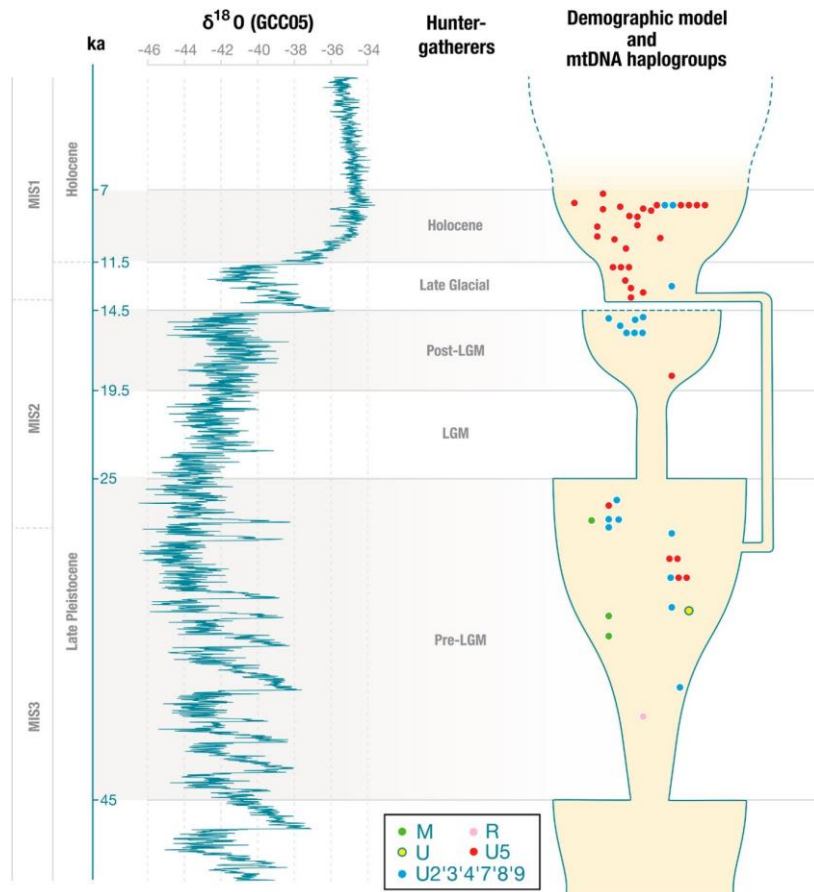 δ18O (GCC05)
Hunter-
gatherers
Demographic model
and
mtDNA haplogroups
ka
-46 -42 -38 -34
-44 -40 -36
MIS1
Holocene
7
Holocene
11.5
Late Glacial
14.5
Post-LGM
19.5
MIS2
LGM
25
Late Pleistocene
Pre-LGM
MIS3
45
M R
U U5
U2'3'4'7'8'9